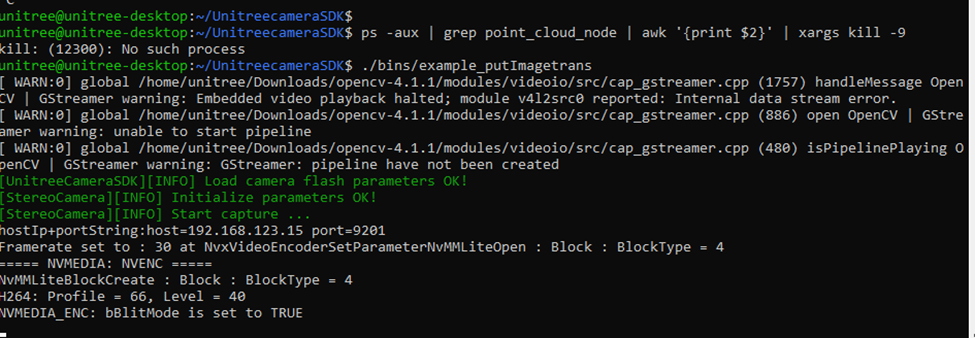 C
unitree@unitree-desktop:~/UnitreecameraSDK$
unitree@unitree-desktop:~/UnitreecameraSDK$ ps -aux | grep point_cloud_node | awk '{print $2}' | xargs kill -9
kill: (12300): No such process
unitree@unitree-desktop:~/UnitreecameraSDK$ ./bins/example_putImagetrans
[ WARN:0] global /home/unitree/Downloads/opencv-4.1.1/modules/videoio/src/cap_gstreamer.cpp (1757) handleMessage Open
CV | GStreamer warning: Embedded video playback halted; module v4l2src0 reported: Internal data stream error.
[ WARN:0] global /home/unitree/Downloads/opencv-4.1.1/modules/videoio/src/cap_gstreamer.cpp (886) open OpenCV | GStre
amer warning: unable to start pipeline
[ WARN:0] global /home/unitree/Downloads/opencv-4.1.1/modules/videoio/src/cap_gstreamer.cpp (480) isPipelinePlaying O
penCV | GStreamer warning: GStreamer: pipeline have not been created
[UnitreeCameraSDK][INFO] Load camera flash parameters OK!
[StereoCamera][INFO] Initialize parameters OK!
[StereoCamera][INFO] Start capture ...
hostIp+portString:host=192.168.123.15 port=9201
Framerate set to : 30 at NvxVideoEncoderSetParameterNvMMLiteOpen : Block : BlockType = 4
===== NVMEDIA: NVENC =====
NvMMLiteBlockCreate : Block : BlockType = 4
H264: Profile = 66, Level = 40
NVMEDIA_ENC: bBlitMode is set to TRUE